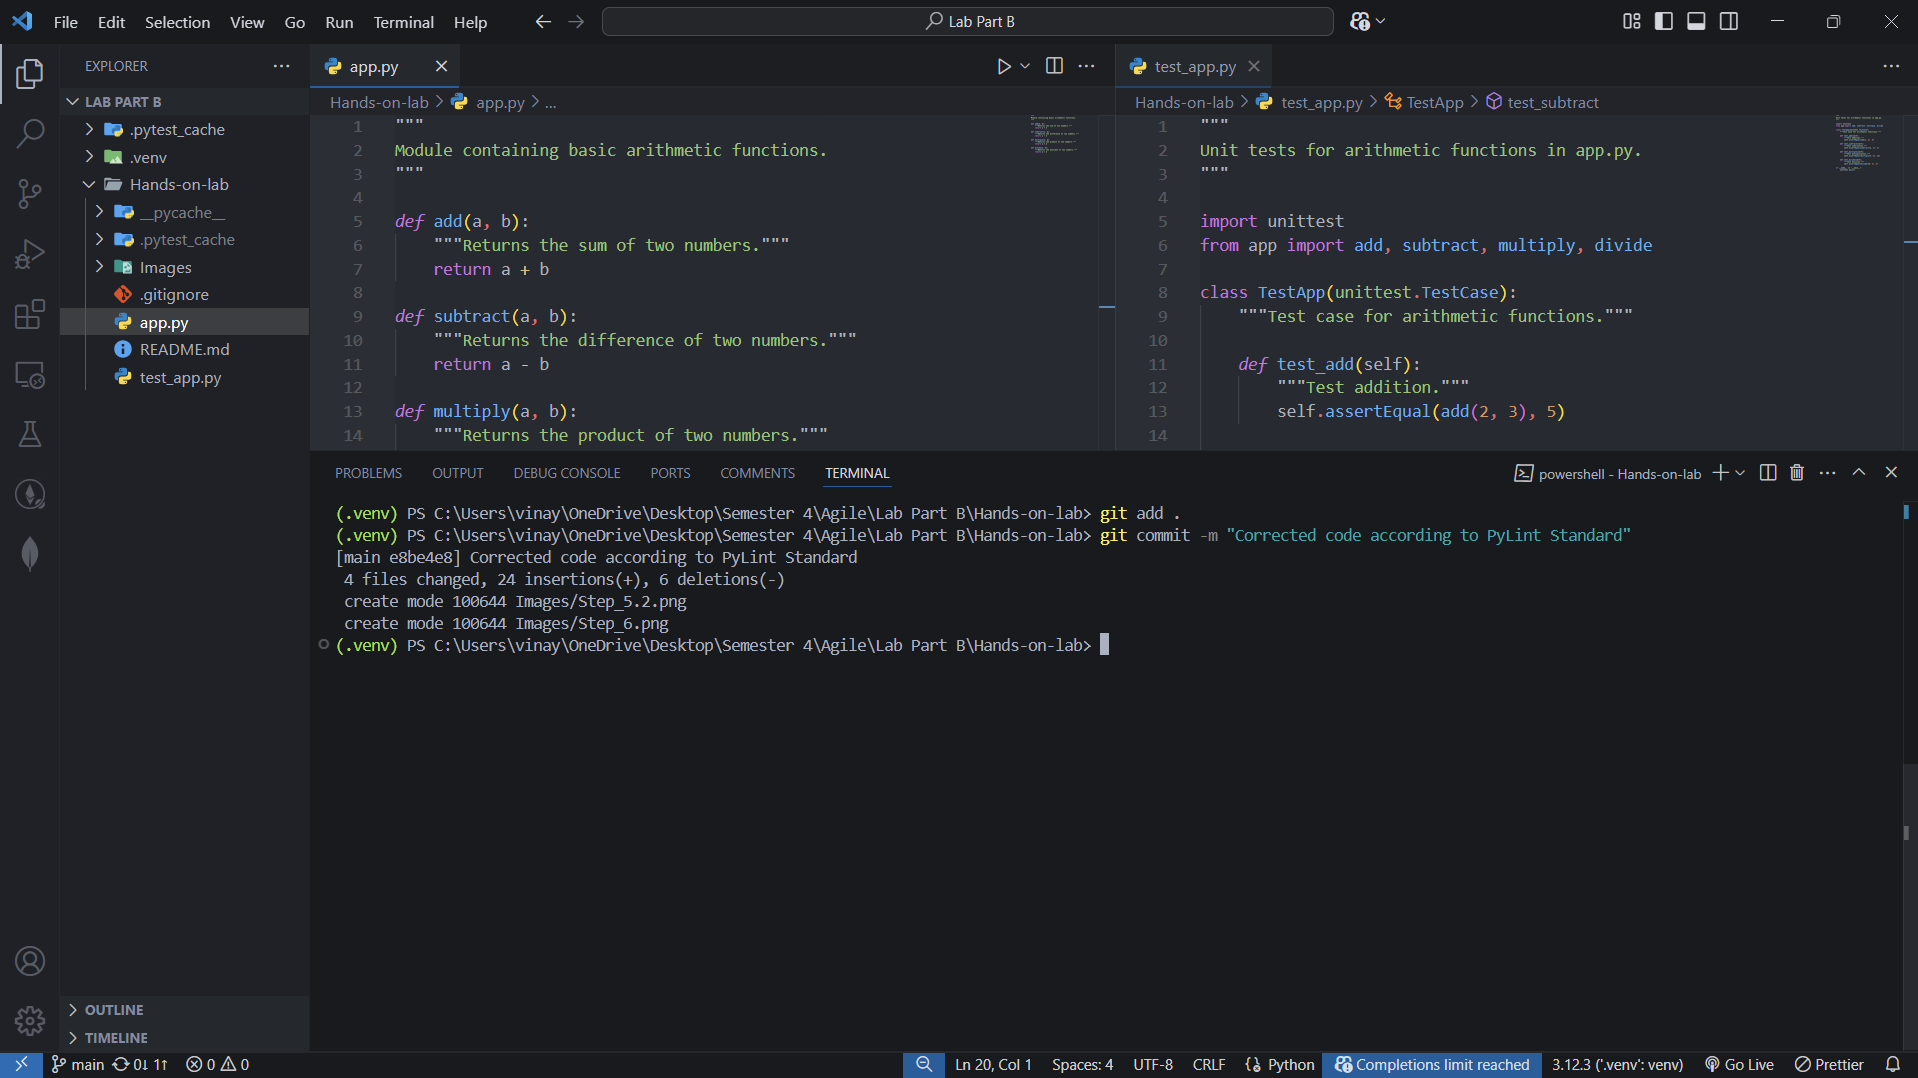 File Edit Selection View Go Run Terminal Help
Lab Part B
EXPLORER
LAB PART B
.pytest_cache
.venv
Hands-on-lab
__pycache__
.pytest_cache
Images
.gitignore
app.py
README.md
test_app.py
OUTLINE
TIMELINE
app.py
Hands-on-lab > app.py > ...
1 """
2 Module containing basic arithmetic functions.
3 """
4
5 def add(a, b):
6 """Returns the sum of two numbers."""
7 return a + b
8
9 def subtract(a, b):
10 """Returns the difference of two numbers."""
11 return a - b
12
13 def multiply(a, b):
14 """Returns the product of two numbers."""
test_app.py
Hands-on-lab > test_app.py > TestApp > test_subtract
1 """
2 Unit tests for arithmetic functions in app.py.
3 """
4
5 import unittest
6 from app import add, subtract, multiply, divide
7
8 class TestApp(unittest.TestCase):
9 """Test case for arithmetic functions."""
10
11 def test_add(self):
12 """Test addition."""
13 self.assertEqual(add(2, 3), 5)
14
PROBLEMS OUTPUT DEBUG CONSOLE PORTS COMMENTS TERMINAL
powershell - Hands-on-lab
(.venv) PS C:\Users\vinay\OneDrive\Desktop\Semester 4\Agile\Lab Part B\Hands-on-lab> git add .
(.venv) PS C:\Users\vinay\OneDrive\Desktop\Semester 4\Agile\Lab Part B\Hands-on-lab> git commit -m "Corrected code according to PyLint Standard"
[main e8be4e8] Corrected code according to PyLint Standard
4 files changed, 24 insertions(+), 6 deletions(-)
create mode 100644 Images/Step_5.2.png
create mode 100644 Images/Step_6.png
(.venv) PS C:\Users\vinay\OneDrive\Desktop\Semester 4\Agile\Lab Part B\Hands-on-lab>
main 0↓ 1↑ 0 0 Ln 20, Col 1 Spaces: 4 UTF-8 CRLF {} Python Completions limit reached 3.12.3 ('.venv': venv) Go Live Prettier